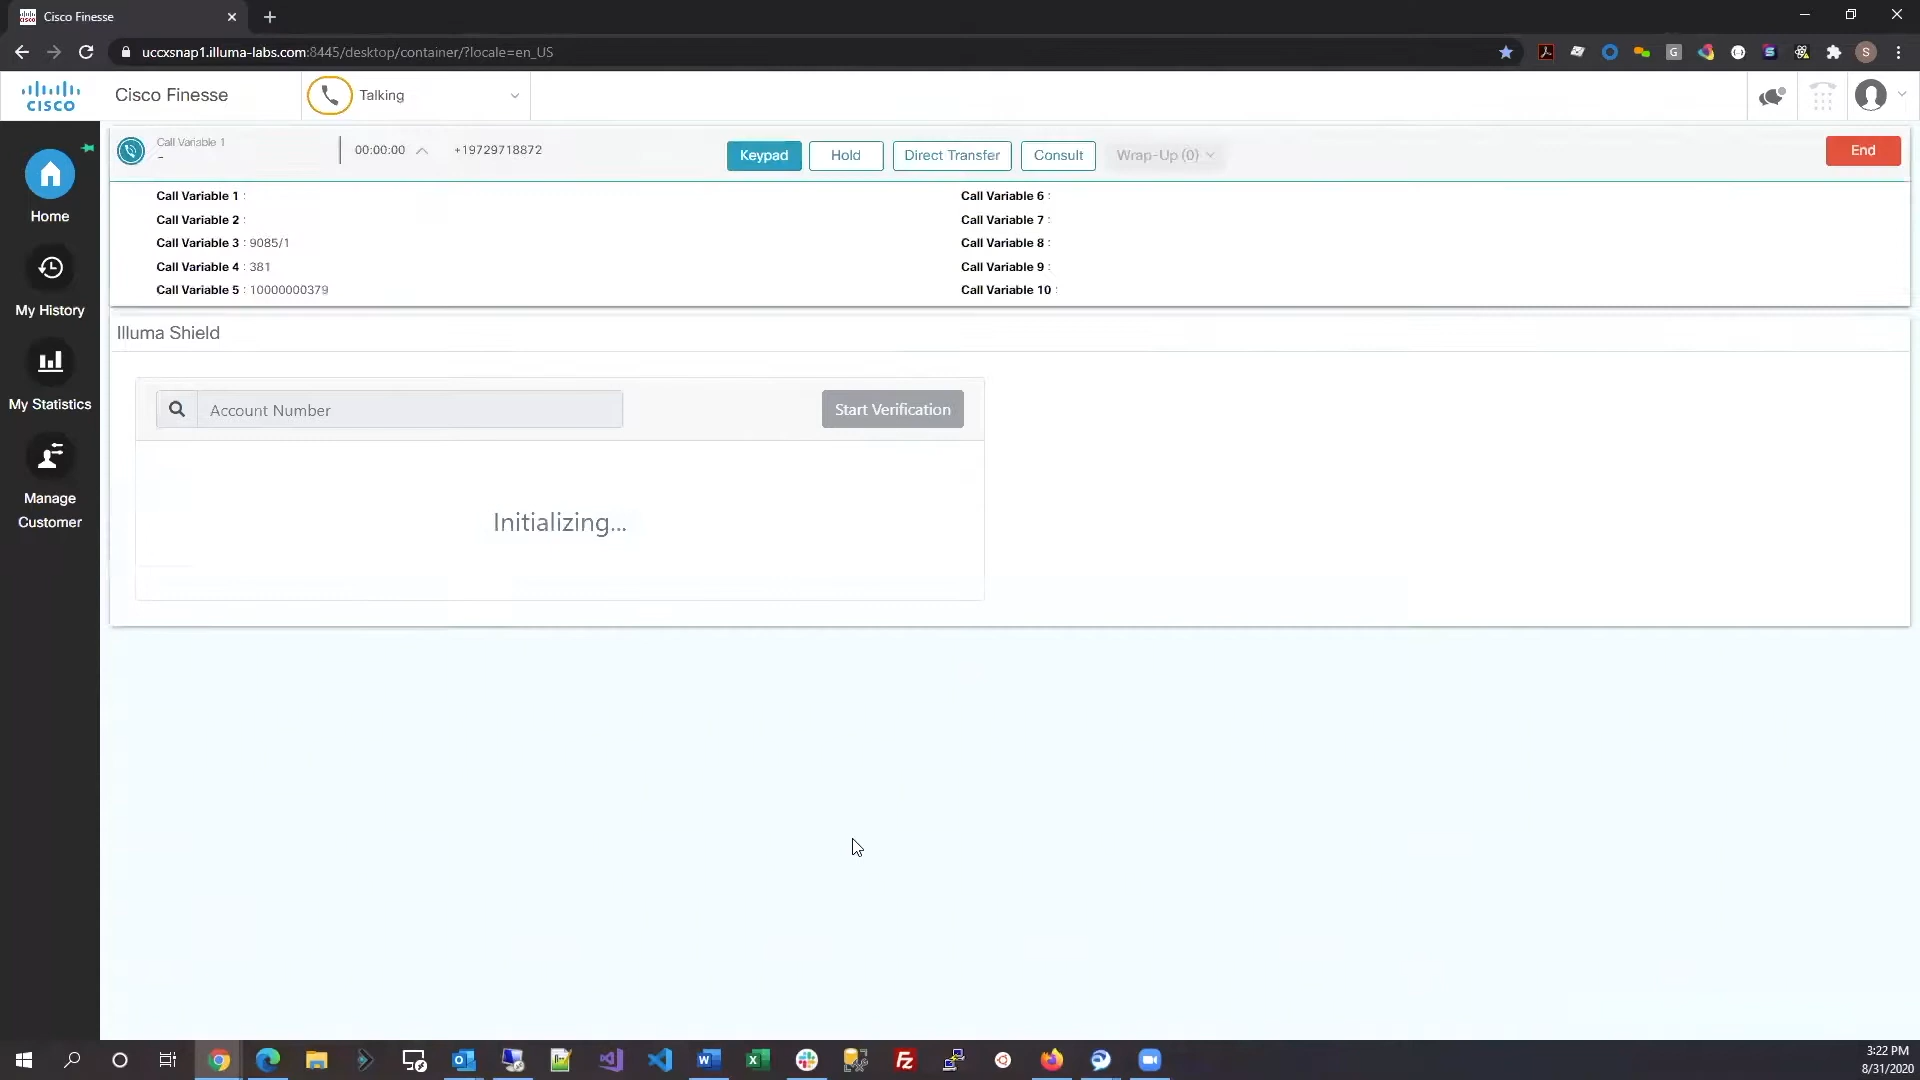 Cisco Finesse
uccxsnap1.illuma-labs.com:8445/desktop/container/?locale=en_US
CISCO
Cisco Finesse
Talking
Call Variable 1
-
00:00:00
+19729718872
Keypad
Hold
Direct Transfer
Consult
Wrap-Up (0)
End
Home
My History
My Statistics
Manage
Customer
Call Variable 1 :
Call Variable 2 :
Call Variable 3 : 9085/1
Call Variable 4 : 381
Call Variable 5 : 10000000379
Call Variable 6 :
Call Variable 7 :
Call Variable 8 :
Call Variable 9 :
Call Variable 10 :
Illuma Shield
Account Number
Start Verification
Initializing...
3:22 PM
8/31/2020